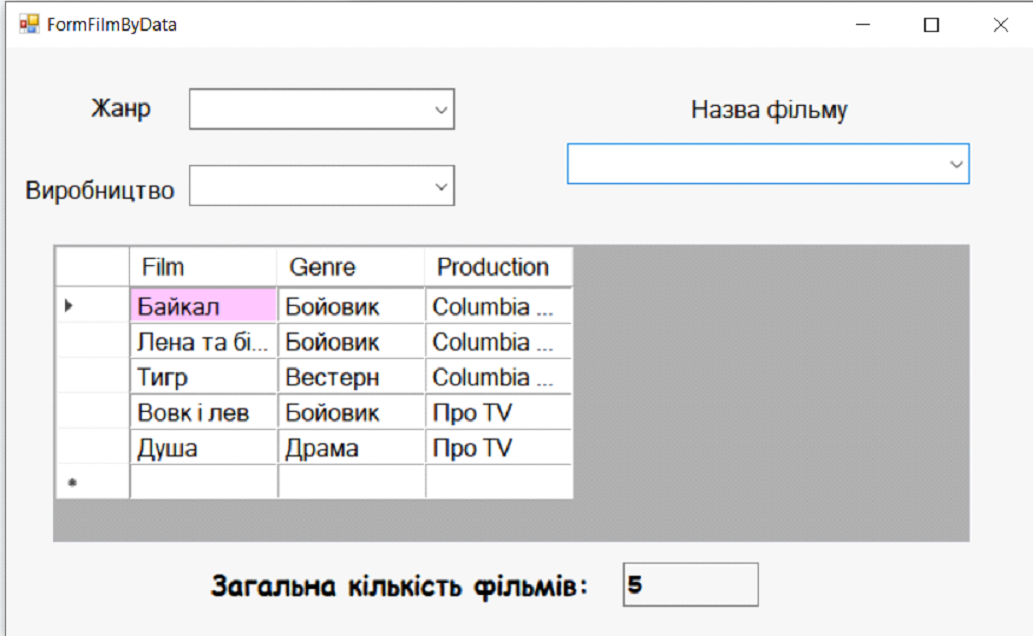 FormFilmByData
Жанр
Назва фільму
Виробництво
Film Genre Production
Байкал Бойовик Columbia ...
Лена та бі... Бойовик Columbia ...
Тигр Вестерн Columbia ...
Вовк і лев Бойовик Про TV
Душа Драма Про TV
Загальна кількість фільмів: 5